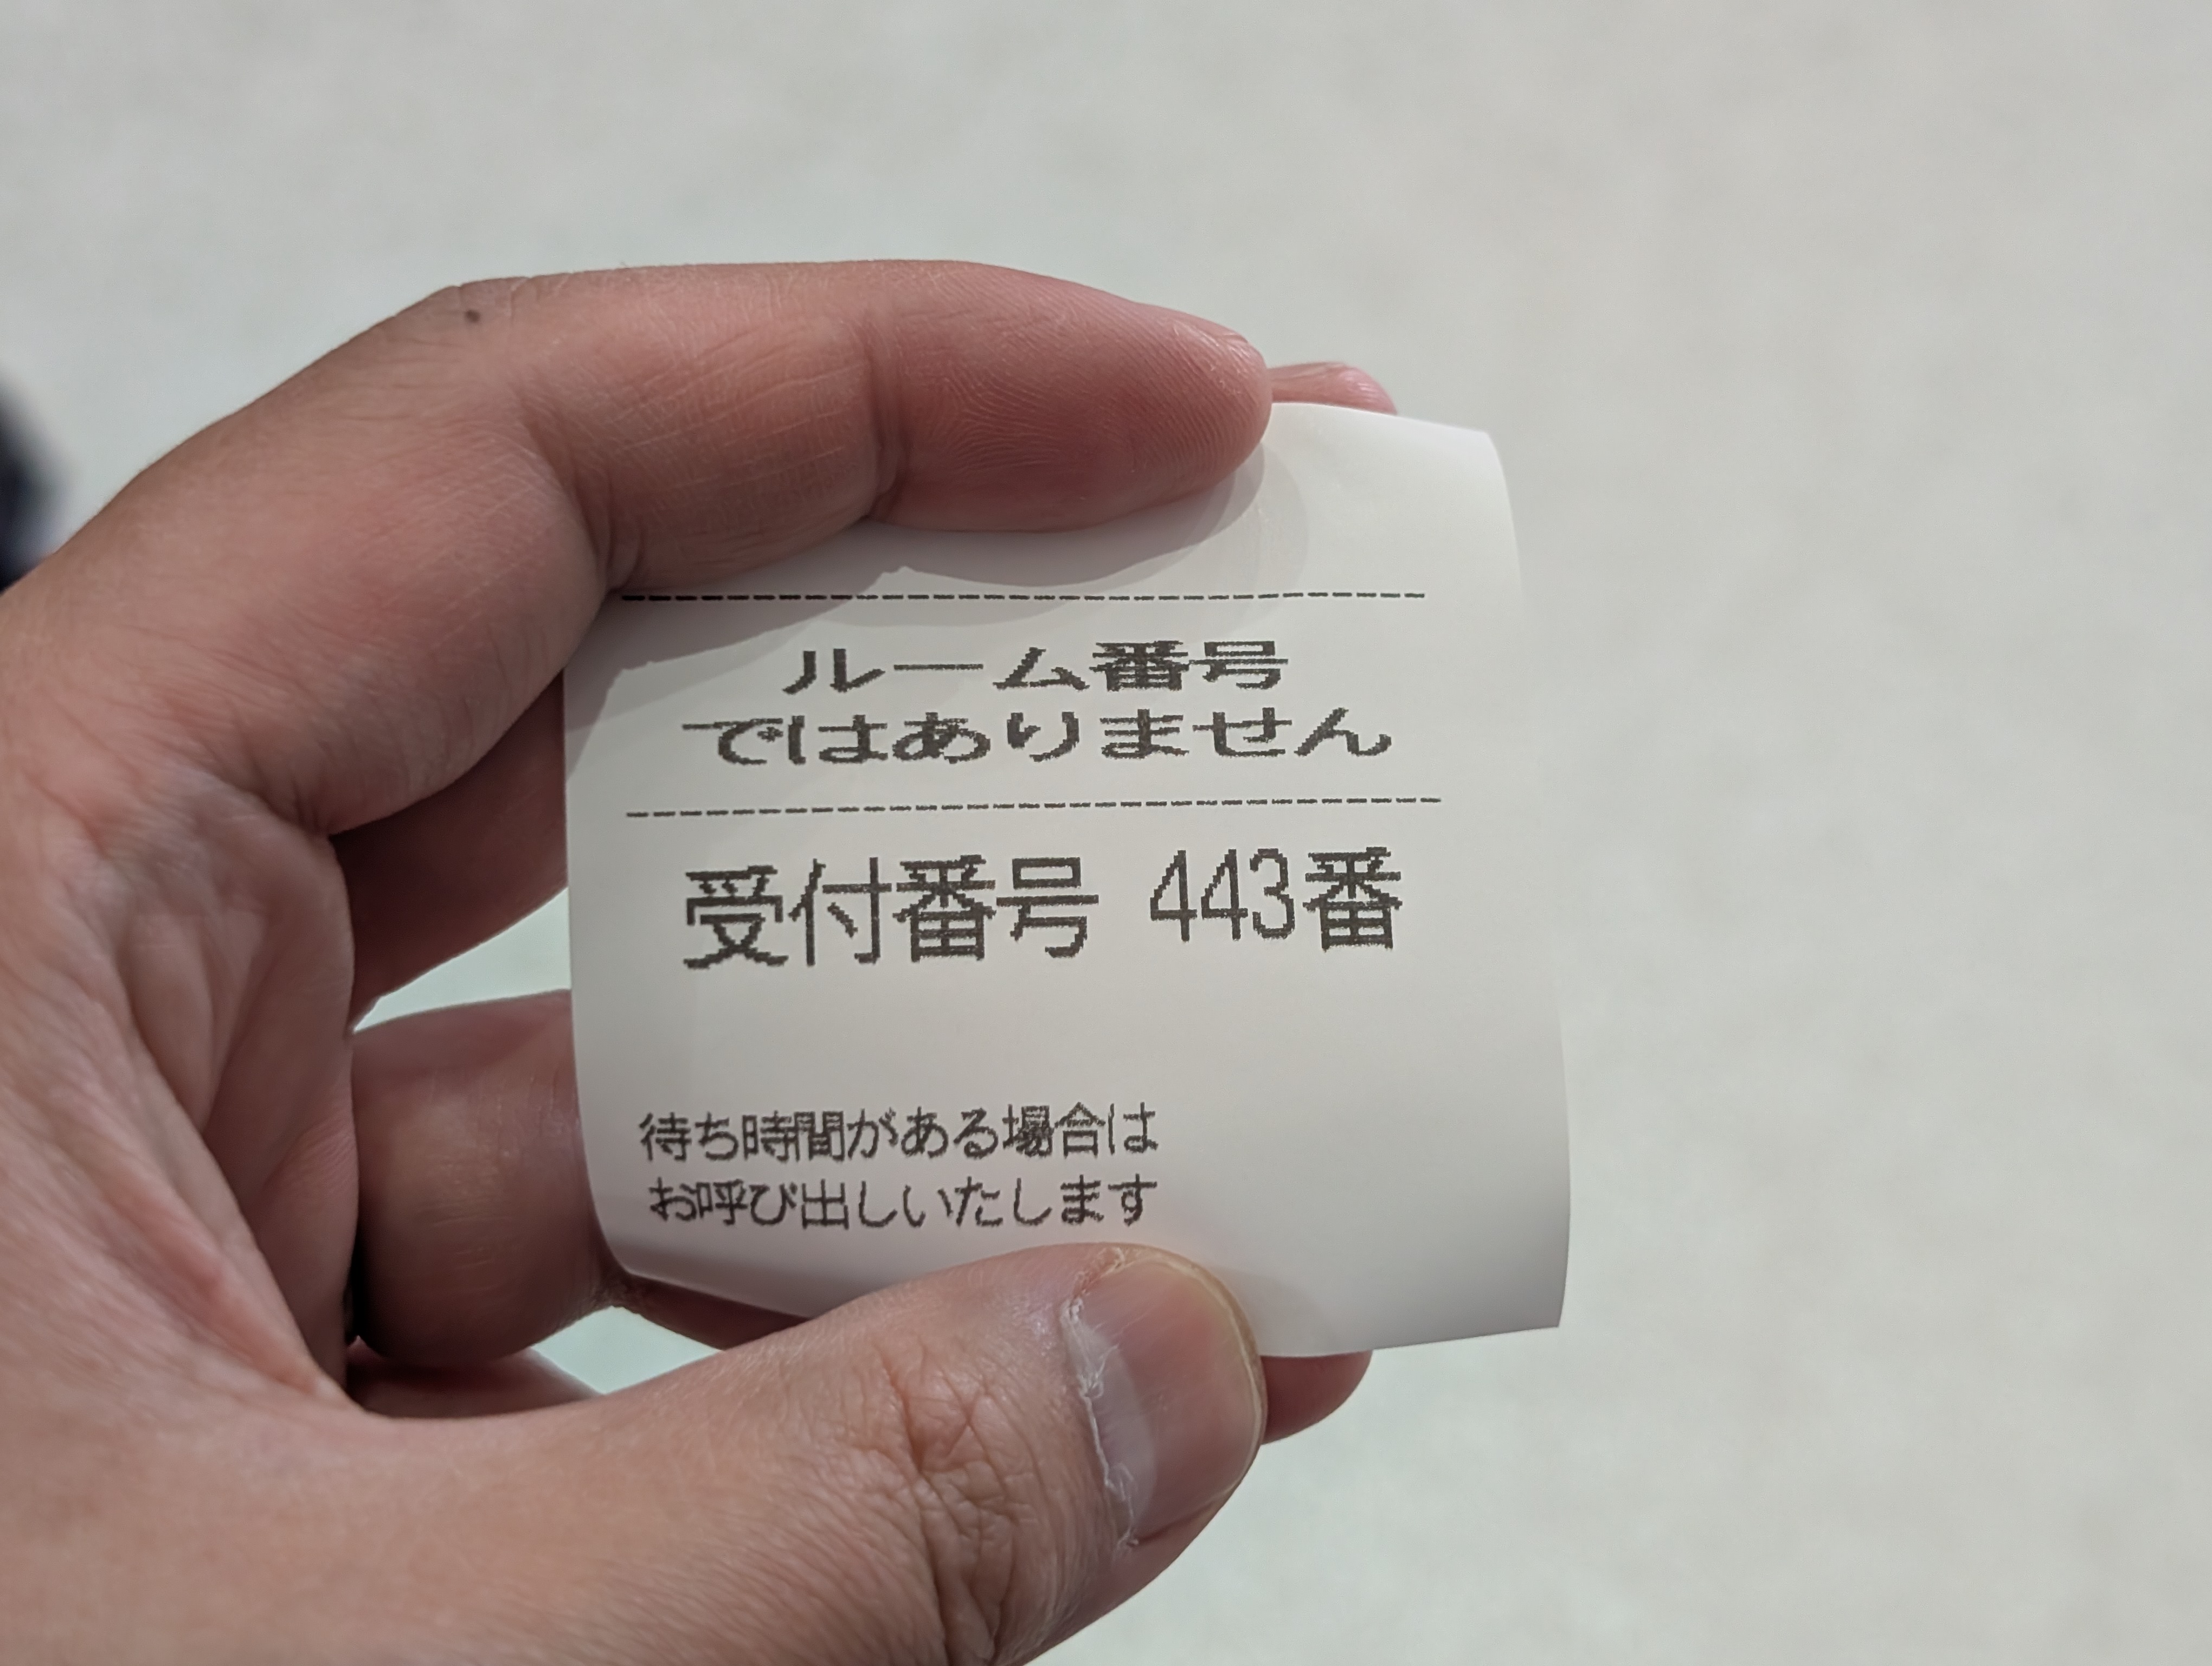 ルーム番号
ではありません
受付番号 443番
待ち時間がある場合は
お呼び出しいたします